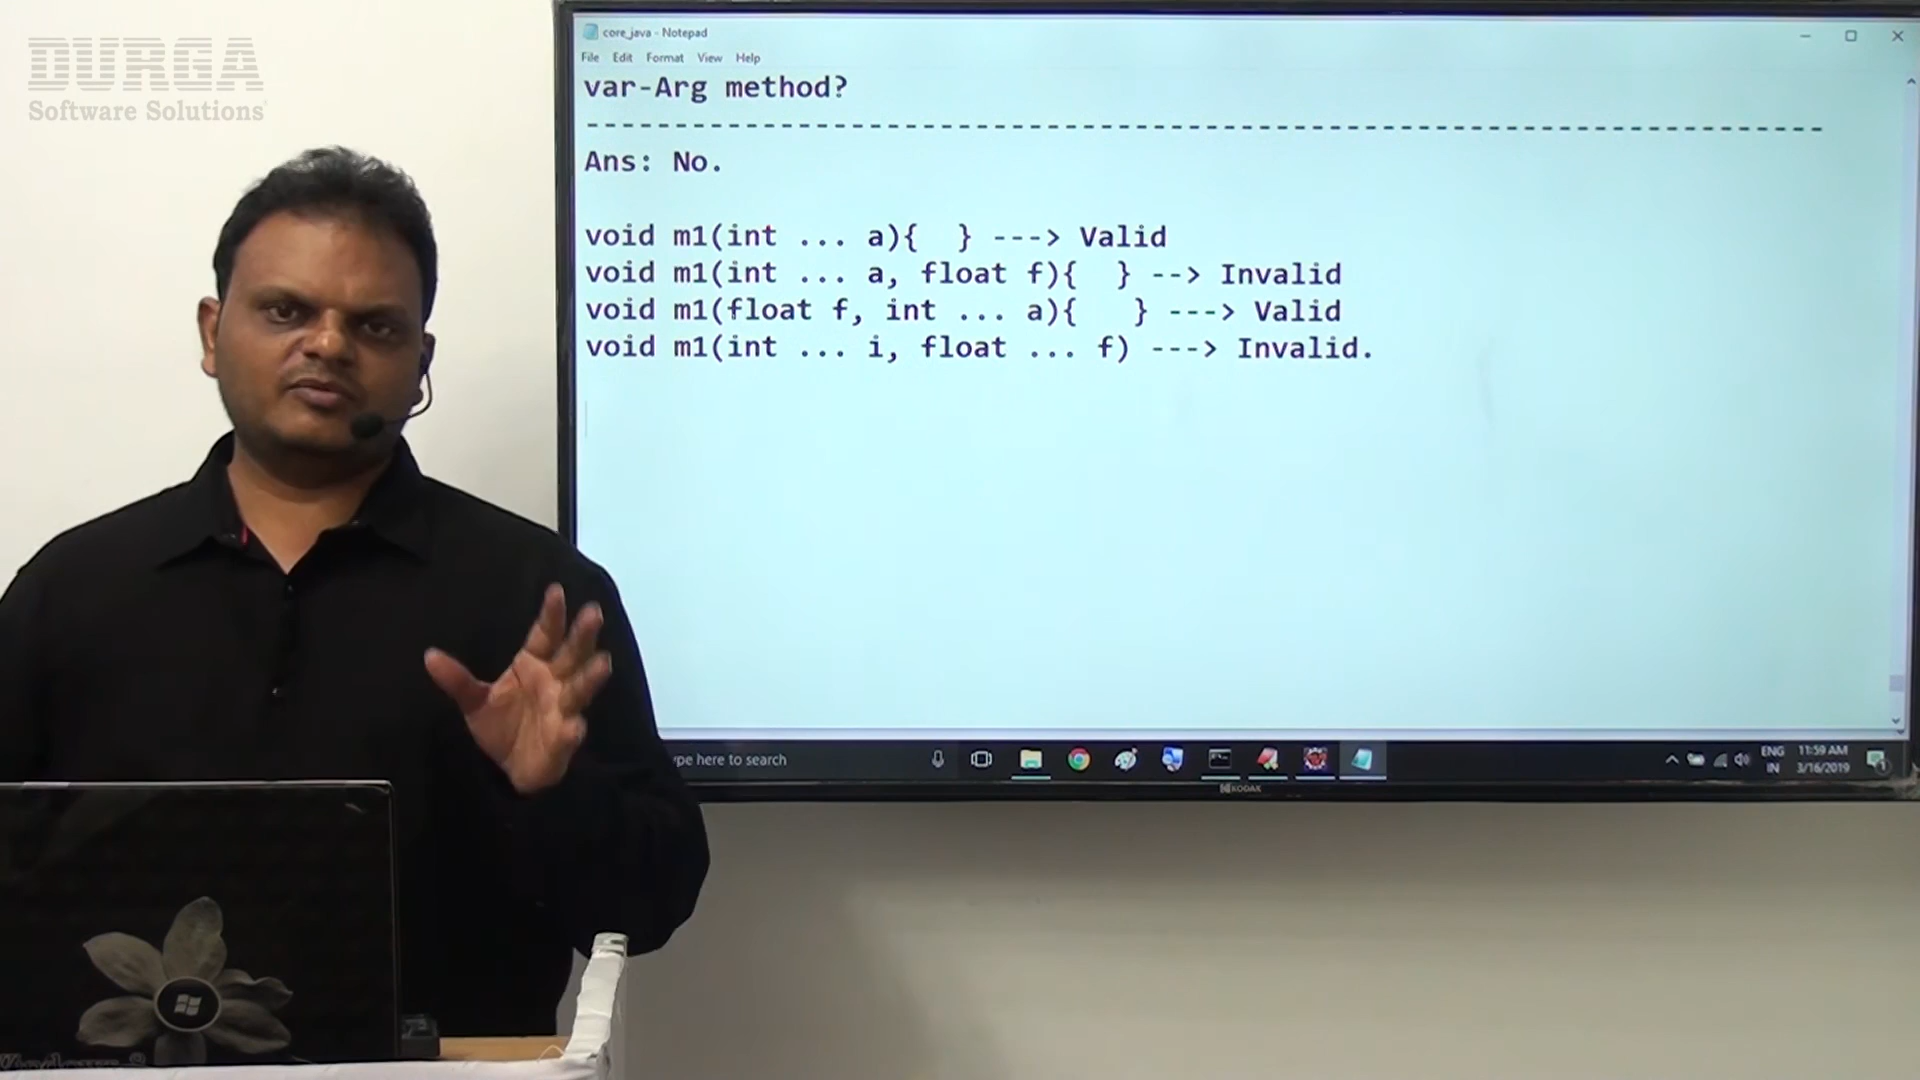 DURGA
Software Solutions
core_java - Notepad
File Edit Format View Help
var-Arg method?
----------------------------------------------------------------------
Ans: No.
void m1(int ... a){  } ---> Valid
void m1(int ... a, float f){  } --> Invalid
void m1(float f, int ... a){   } ---> Valid
void m1(int ... i, float ... f) ---> Invalid.
ype here to search
ENG
IN
11:59 AM
3/16/2019
1
KODAK